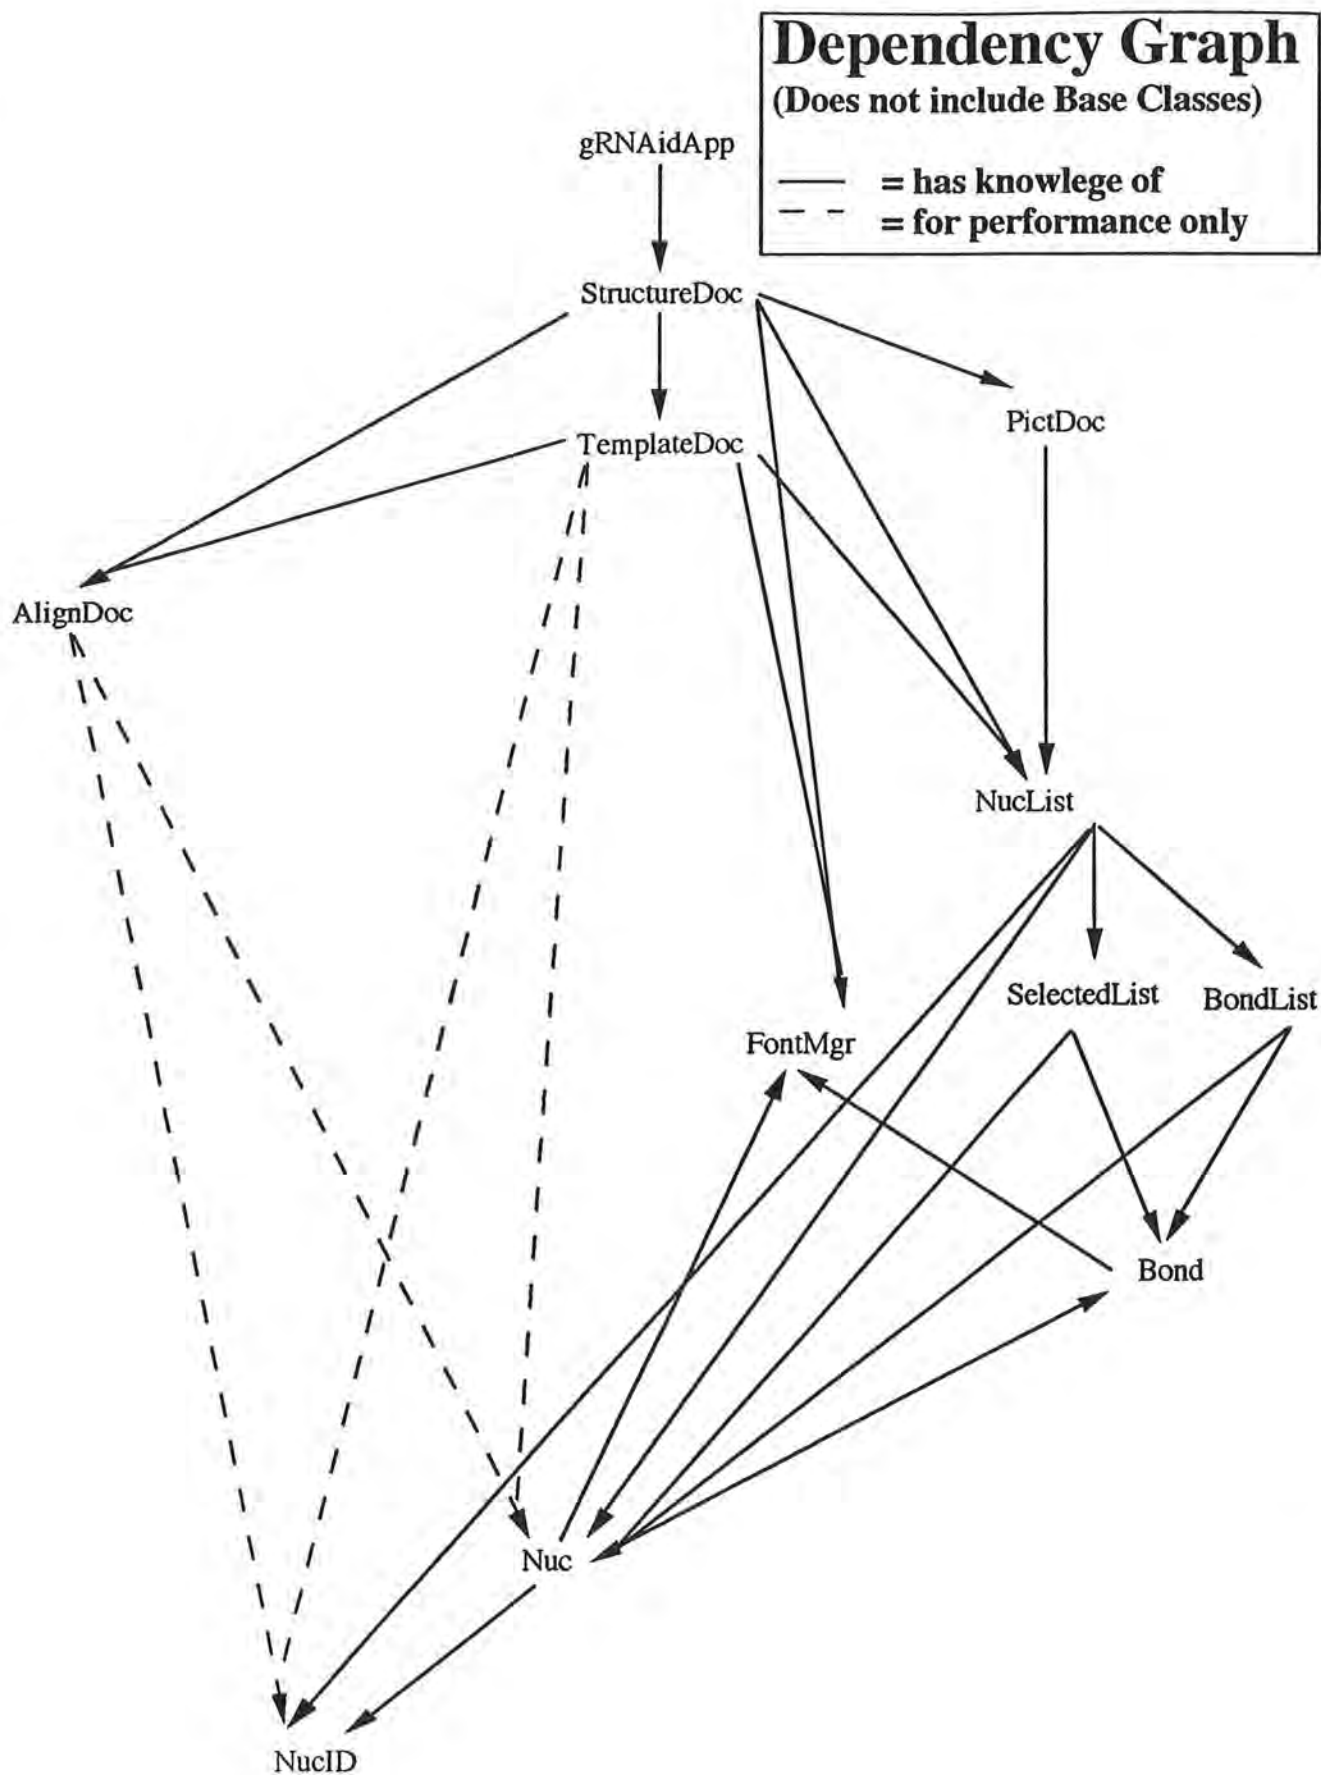 Dependency Graph
(Does not include Base Classes)
= has knowlege of
= for performance only
gRNAidApp
StructureDoc
PictDoc
TemplateDoc
AlignDoc
NucList
SelectedList
BondList
FontMgr
Bond
Nuc
NucID